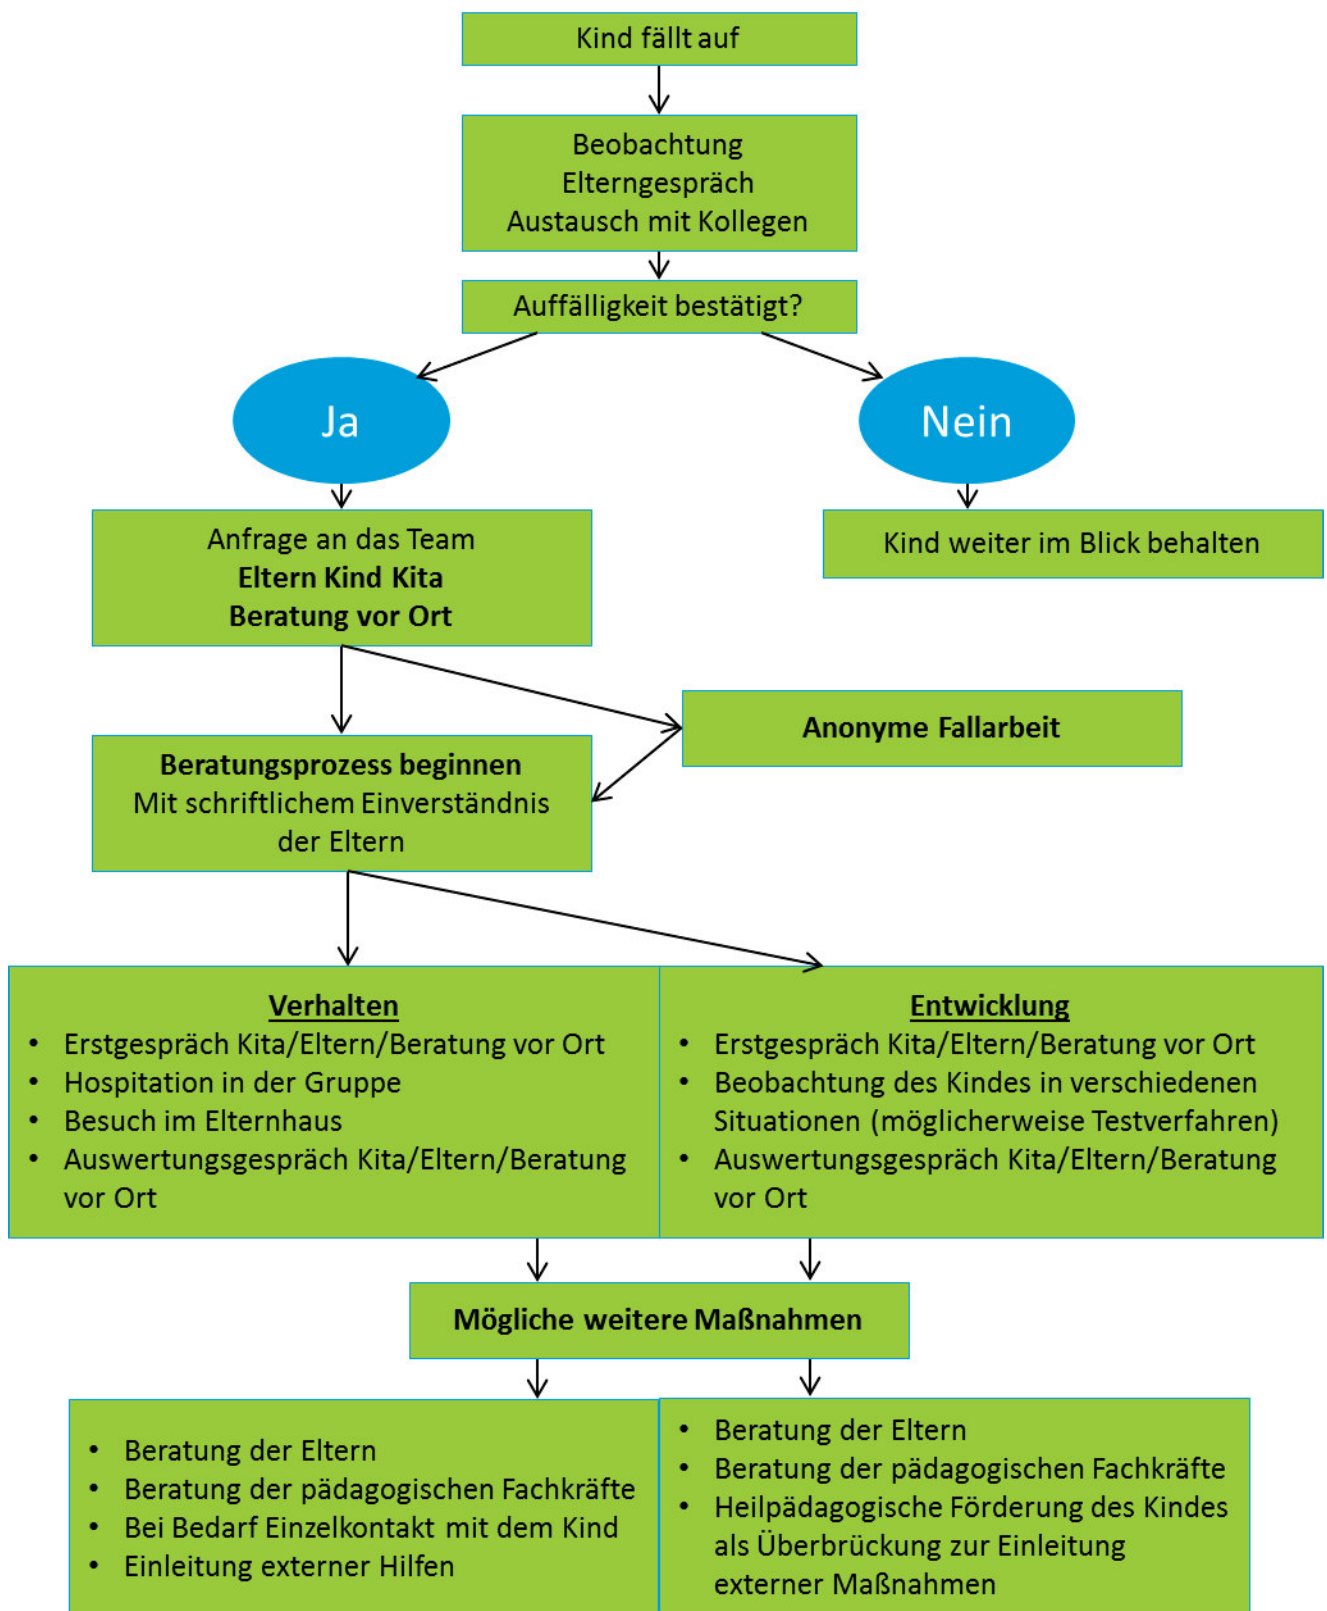 Kind fällt auf
Beobachtung
Elterngespräch
Austausch mit Kollegen
Auffälligkeit bestätigt?
Ja
Nein
Anfrage an das Team
Eltern Kind Kita
Beratung vor Ort
Kind weiter im Blick behalten
Anonyme Fallarbeit
Beratungsprozess beginnen
Mit schriftlichem Einverständnis
der Eltern
Verhalten
• Erstgespräch Kita/Eltern/Beratung vor Ort
• Hospitation in der Gruppe
• Besuch im Elternhaus
• Auswertungsgespräch Kita/Eltern/Beratung
vor Ort
Entwicklung
• Erstgespräch Kita/Eltern/Beratung vor Ort
• Beobachtung des Kindes in verschiedenen
Situationen (möglicherweise Testverfahren)
• Auswertungsgespräch Kita/Eltern/Beratung
vor Ort
Mögliche weitere Maßnahmen
• Beratung der Eltern
• Beratung der pädagogischen Fachkräfte
• Bei Bedarf Einzelkontakt mit dem Kind
• Einleitung externer Hilfen
• Beratung der Eltern
• Beratung der pädagogischen Fachkräfte
• Heilpädagogische Förderung des Kindes
als Überbrückung zur Einleitung
externer Maßnahmen